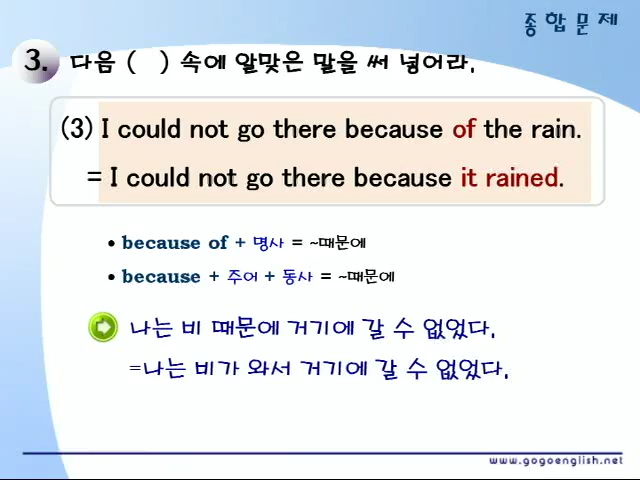 종합문제
3. 다음 ( ) 속에 알맞은 말을 써 넣어라.
(3) I could not go there because of the rain.
= I could not go there because it rained.
• because of + 명사 = ~때문에
• because + 주어 + 동사 = ~때문에
나는 비 때문에 거기에 갈 수 없었다.
=나는 비가 와서 거기에 갈 수 없었다.
www.gogoenglish.net